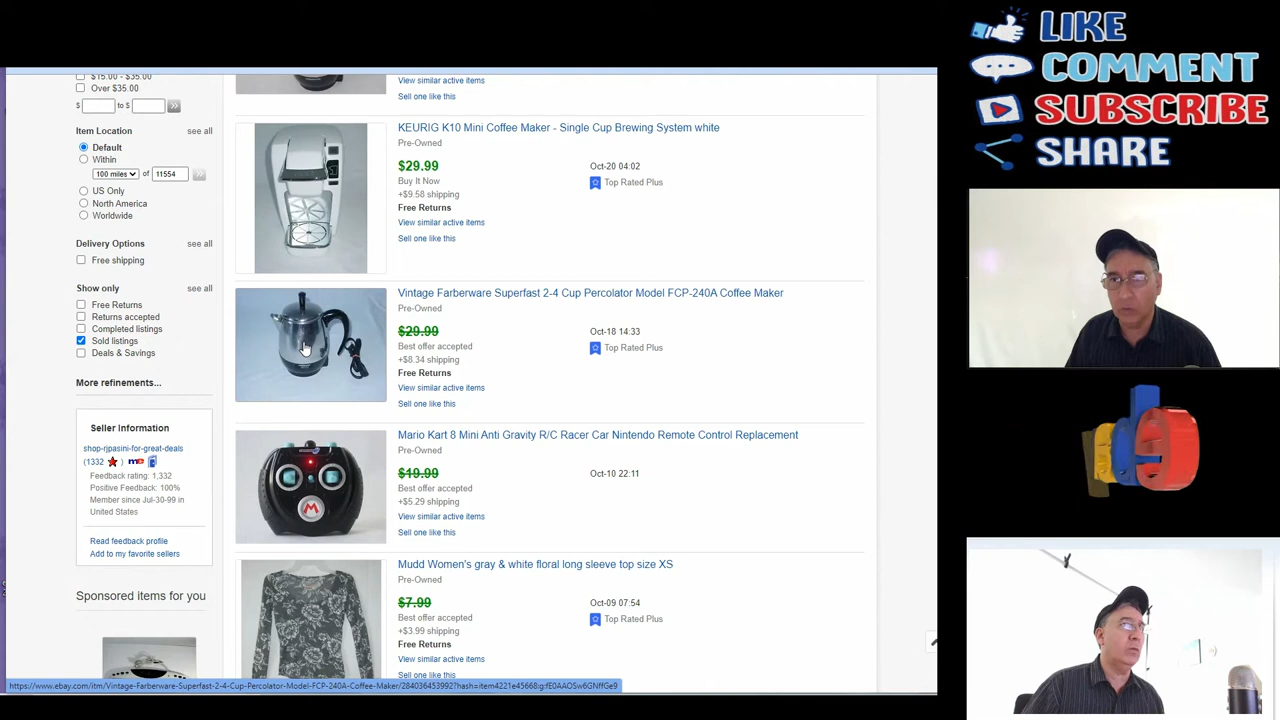 $15.00 - $35.00
Over $35.00
$ to $
Item Location see all
Default
Within
100 miles of 11554
US Only
North America
Worldwide
Delivery Options see all
Free shipping
Show only see all
Free Returns
Returns accepted
Completed listings
Sold listings
Deals & Savings
More refinements...
Seller Information
shop-rjpasini-for-great-deals
(1332 ) me
Feedback rating: 1,332
Positive Feedback: 100%
Member since Jul-30-99 in
United States
Read feedback profile
Add to my favorite sellers
Sponsored items for you
View similar active items
Sell one like this
KEURIG K10 Mini Coffee Maker - Single Cup Brewing System white
Pre-Owned
$29.99 Oct-20 04:02
Buy It Now Top Rated Plus
+$9.58 shipping
Free Returns
View similar active items
Sell one like this
Vintage Farberware Superfast 2-4 Cup Percolator Model FCP-240A Coffee Maker
Pre-Owned
$29.99 Oct-18 14:33
Best offer accepted Top Rated Plus
+$8.34 shipping
Free Returns
View similar active items
Sell one like this
Mario Kart 8 Mini Anti Gravity R/C Racer Car Nintendo Remote Control Replacement
Pre-Owned
$19.99 Oct-10 22:11
Best offer accepted
+$5.29 shipping
View similar active items
Sell one like this
M
Mudd Women's gray & white floral long sleeve top size XS
Pre-Owned
$7.99 Oct-09 07:54
Best offer accepted Top Rated Plus
+$3.99 shipping
Free Returns
View similar active items
Sell one like this
LIKE
COMMENT
SUBSCRIBE
SHARE